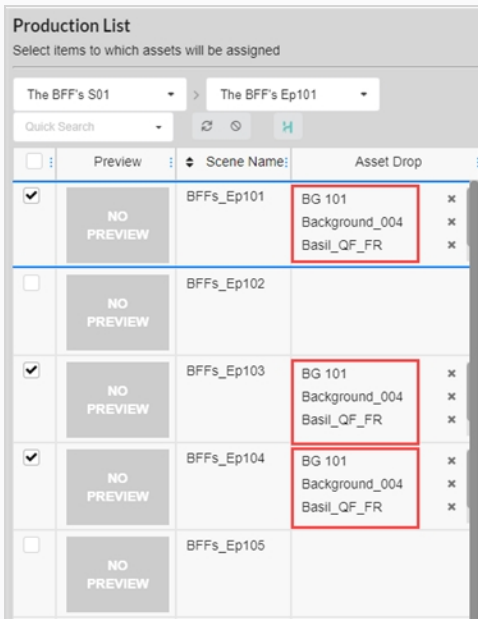 Production List
Select items to which assets will be assigned
The BFF's S01 > The BFF's Ep101
Quick Search
Preview Scene Name Asset Drop
NO PREVIEW
BFFs_Ep101
BG 101
Background_004
Basil_QF_FR
NO PREVIEW
BFFs_Ep102
NO PREVIEW
BFFs_Ep103
BG 101
Background_004
Basil_QF_FR
NO PREVIEW
BFFs_Ep104
BG 101
Background_004
Basil_QF_FR
NO PREVIEW
BFFs_Ep105